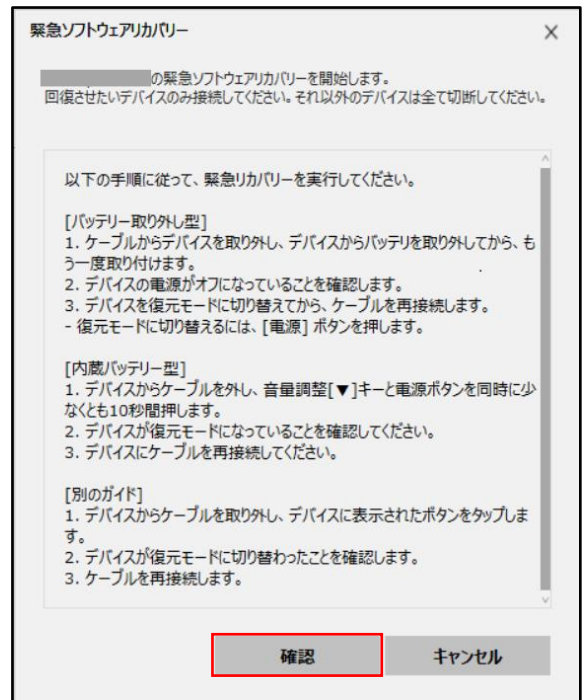 緊急ソフトウェアリカバリー
の緊急ソフトウェアリカバリーを開始します。
回復させたいデバイスのみ接続してください。それ以外のデバイスは全て切断してください。
以下の手順に従って、緊急リカバリーを実行してください。
[バッテリー取り外し型]
1. ケーブルからデバイスを取り外し、デバイスからバッテリを取り外してから、も
う一度取り付けます。
2. デバイスの電源がオフになっていることを確認します。
3. デバイスを復元モードに切り替えてから、ケーブルを再接続します。
- 復元モードに切り替えるには、[電源] ボタンを押します。
[内蔵バッテリー型]
1. デバイスからケーブルを外し、音量調整[▼]キーと電源ボタンを同時に少
なくとも10秒間押します。
2. デバイスが復元モードになっていることを確認してください。
3. デバイスにケーブルを再接続してください。
[別のガイド]
1. デバイスからケーブルを取り外し、デバイスに表示されたボタンをタップしま
す。
2. デバイスが復元モードに切り替わったことを確認します。
3. ケーブルを再接続します。
確認
キャンセル